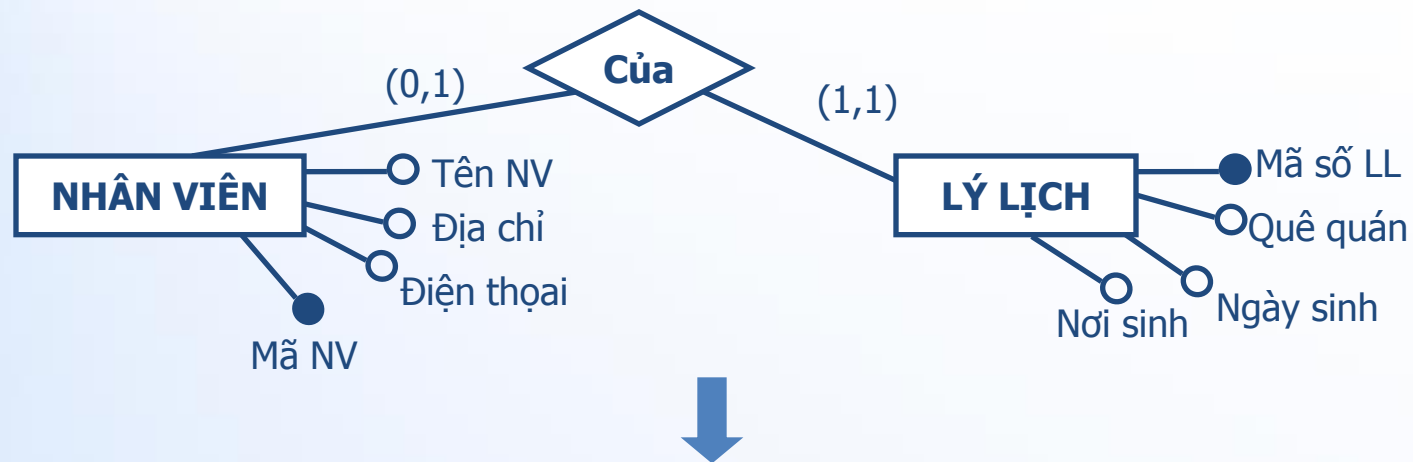 Của
(0,1)
(1,1)
NHÂN VIÊN
Tên NV
Địa chỉ
Điện thọai
Mã NV
LÝ LỊCH
Mã số LL
Quê quán
Ngày sinh
Nơi sinh